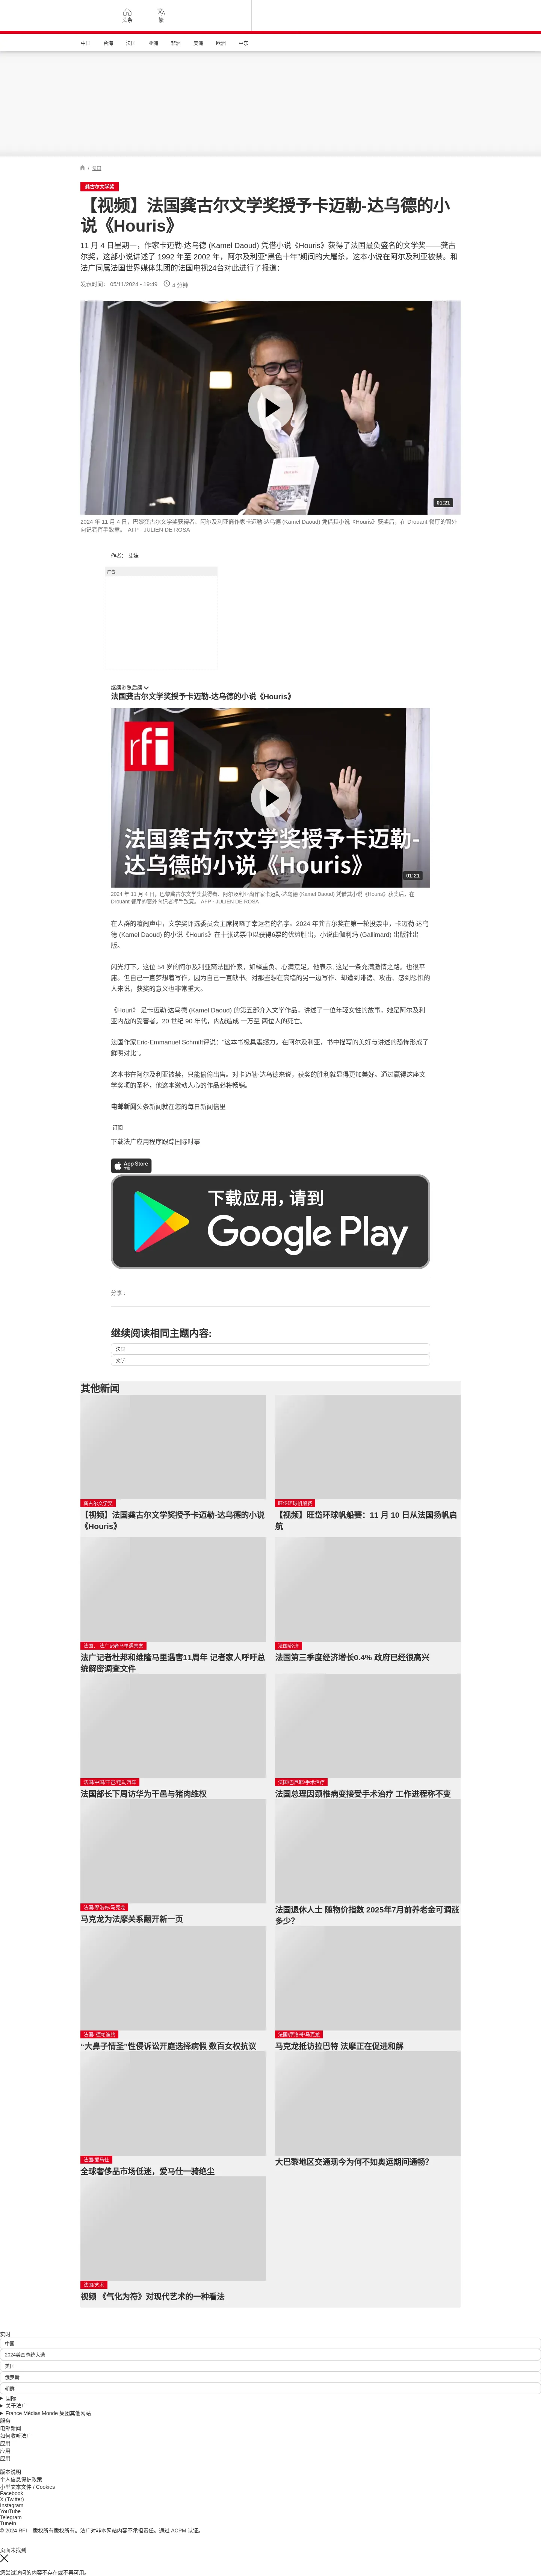 头条
繁
中国
台海
法国
亚洲
非洲
美洲
欧洲
中东
/ 法国
龚古尔文学奖
【视频】法国龚古尔文学奖授予卡迈勒-达乌德的小
说《Houris》
11 月 4 日星期一，作家卡迈勒·达乌德 (Kamel Daoud) 凭借小说《Houris》获得了法国最负盛名的文学奖——龚古
尔奖，这部小说讲述了 1992 年至 2002 年，阿尔及利亚“黑色十年”期间的大屠杀，这本小说在阿尔及利亚被禁。和
法广同属法国世界媒体集团的法国电视24台对此进行了报道：
发表时间： 05/11/2024 - 19:49 4 分钟
01:21
2024 年 11 月 4 日，巴黎龚古尔文学奖获得者、阿尔及利亚裔作家卡迈勒·达乌德 (Kamel Daoud) 凭借其小说《Houris》获奖后，在 Drouant 餐厅的窗外
向记者挥手致意。 AFP - JULIEN DE ROSA
作者： 艾娃
广告
继续浏览后续
法国龚古尔文学奖授予卡迈勒-达乌德的小说《Houris》
rfi
法国龚古尔文学奖授予卡迈勒-
达乌德的小说《Houris》
01:21
2024 年 11 月 4 日，巴黎龚古尔文学奖获得者、阿尔及利亚裔作家卡迈勒·达乌德 (Kamel Daoud) 凭借其小说《Houris》获奖后，在
Drouant 餐厅的窗外向记者挥手致意。 AFP - JULIEN DE ROSA
在人群的喧闹声中，文学奖评选委员会主席揭晓了幸运者的名字。2024 年龚古尔奖在第一轮投票中，卡迈勒·达乌
德 (Kamel Daoud) 的小说《Houris》在十张选票中以获得6票的优势胜出，小说由伽利玛 (Gallimard) 出版社出
版。
闪光灯下。这位 54 岁的阿尔及利亚裔法国作家，如释重负、心满意足。他表示, 这是一条充满激情之路，也很平
庸。但自己一直梦想着写作，因为自己一直缺书。对那些想在高墙的另一边写作、却遭到诽谤、攻击、感到恐惧的
人来说，获奖的意义也非常重大。
《Houri》 是卡迈勒·达乌德 (Kamel Daoud) 的第五部介入文学作品，讲述了一位年轻女性的故事，她是阿尔及利
亚内战的受害者。20 世纪 90 年代，内战造成 一万至 两位人的死亡。
法国作家Eric-Emmanuel Schmitt评说：“这本书极具震撼力。在阿尔及利亚，书中描写的美好与讲述的恐怖形成了
鲜明对比”。
这本书在阿尔及利亚被禁，只能偷偷出售。对卡迈勒·达乌德来说，获奖的胜利就显得更加美好。通过赢得这座文
学奖项的圣杯，他这本激动人心的作品必将畅销。
电邮新闻头条新闻就在您的每日新闻信里
订阅
下载法广应用程序跟踪国际时事
App Store
下载
下载应用，请到
Google Play
分享 :
继续阅读相同主题内容:
法国
文学
其他新闻
龚古尔文学奖
【视频】法国龚古尔文学奖授予卡迈勒-达乌德的小说
《Houris》
旺岱环球帆船赛
【视频】旺岱环球帆船赛：11 月 10 日从法国扬帆启
航
法国、 法广记者马里遇害案
法广记者杜邦和维隆马里遇害11周年 记者家人呼吁总
统解密调查文件
法国/经济
法国第三季度经济增长0.4% 政府已经很高兴
法国/中国/干邑/电动汽车
法国部长下周访华为干邑与猪肉维权
法国/巴尼耶/手术治疗
法国总理因颈椎病变接受手术治疗 工作进程称不变
法国/摩洛哥/马克龙
马克龙为法摩关系翻开新一页
法国退休人士 随物价指数 2025年7月前养老金可调涨
多少？
法国/ 德帕迪约
“大鼻子情圣”性侵诉讼开庭选择病假 数百女权抗议
法国/摩洛哥/马克龙
马克龙抵访拉巴特 法摩正在促进和解
法国/爱马仕
全球奢侈品市场低迷，爱马仕一骑绝尘
大巴黎地区交通现今为何不如奥运期间通畅？
法国/艺术
视频 《气化为符》对现代艺术的一种看法
实时
中国
2024美国总统大选
美国
俄罗斯
朝鲜
国际
关于法广
France Médias Monde 集团其他网站
服务
电邮新闻
如何收听法广
应用
应用
应用
版本说明
个人信息保护政策
小型文本文件 / Cookies
Facebook
X (Twitter)
Instagram
YouTube
Telegram
TuneIn
© 2024 RFI – 版权所有版权所有。法广对非本网站内容不承担责任。通过 ACPM 认证。
页面未找到
您尝试访问的内容不存在或不再可用。